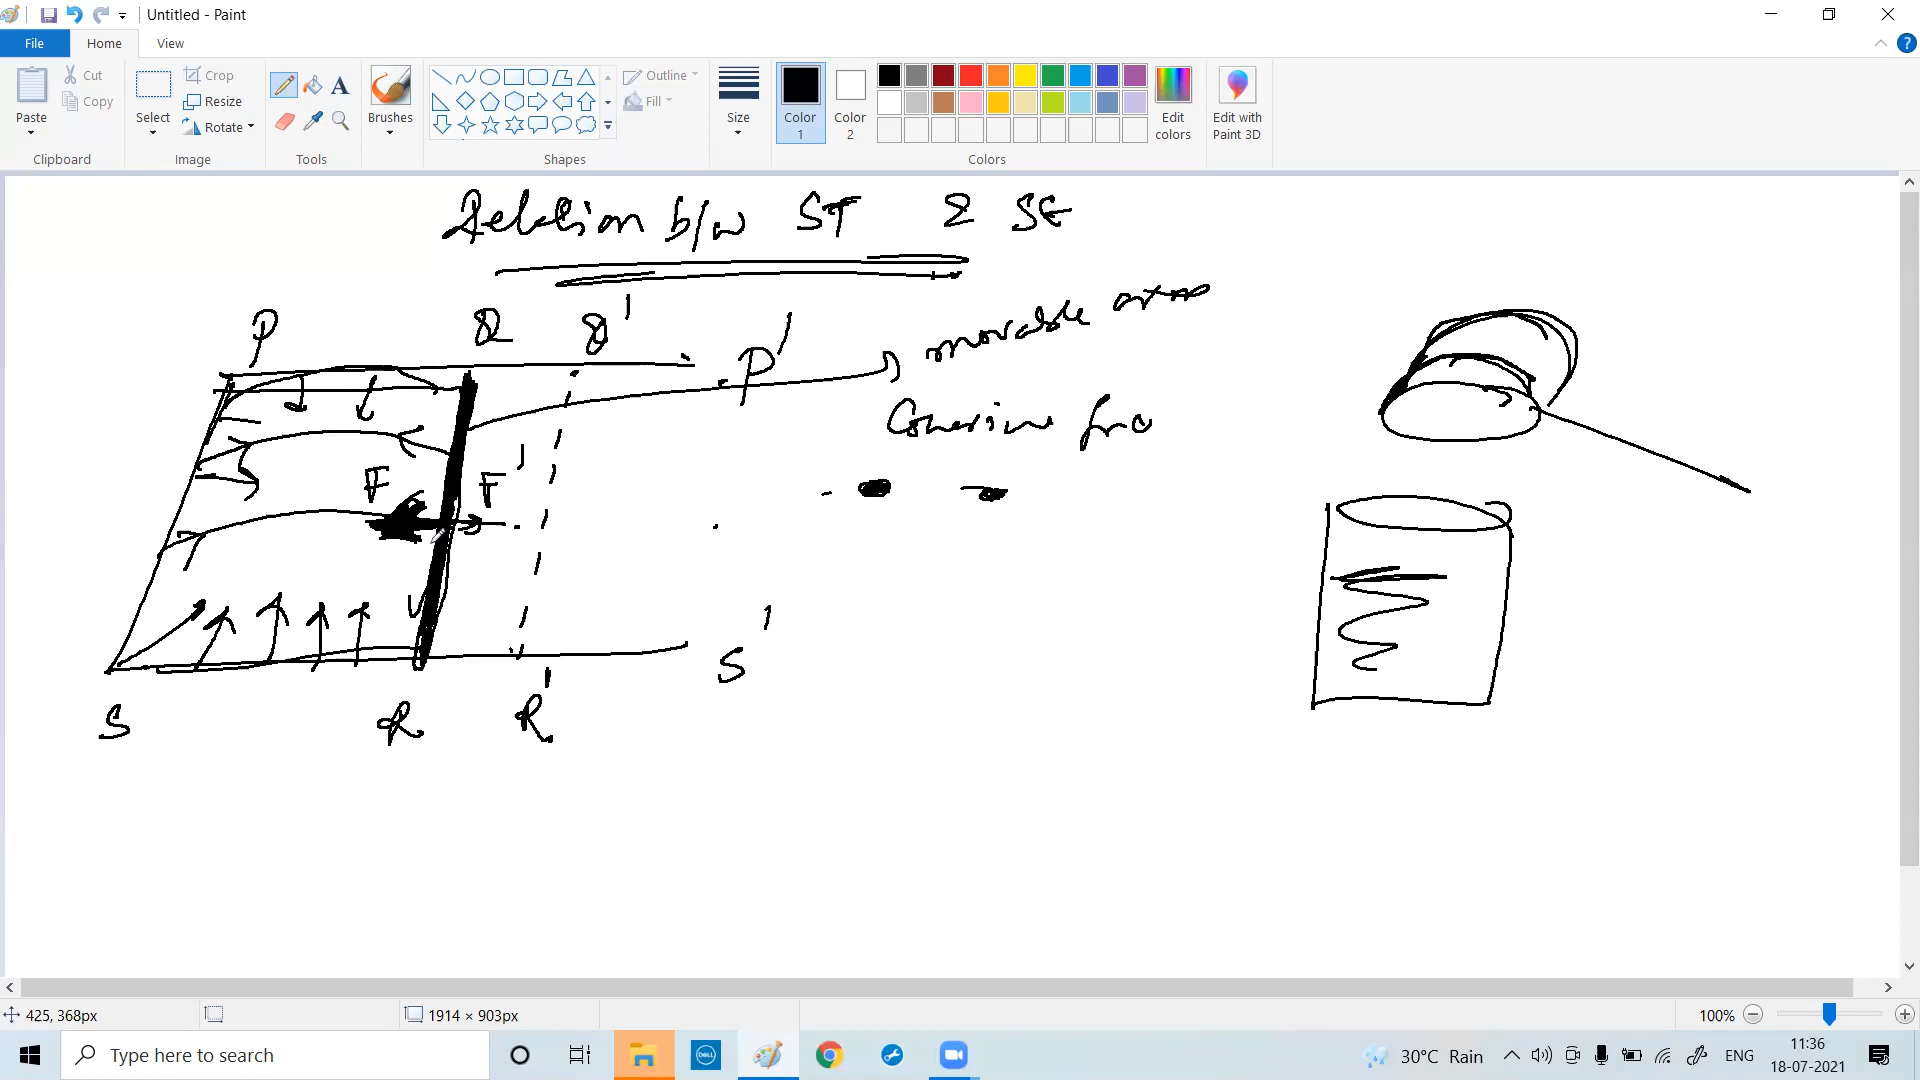 Untitled - Paint
File
Home
View
Paste
Cut
Copy
Clipboard
Select
Crop
Resize
Rotate
Image
Tools
Brushes
Outline
Fill
Shapes
Size
Color
1
Color
2
Edit
colors
Edit with
Paint 3D
Colors
Relation b/w ST & SE
P Q Q' P'
movable arm
F F'
S R R' S'
425, 368px
1914 × 903px
100%
Type here to search
DELL
30°C Rain
ENG
11:36
18-07-2021